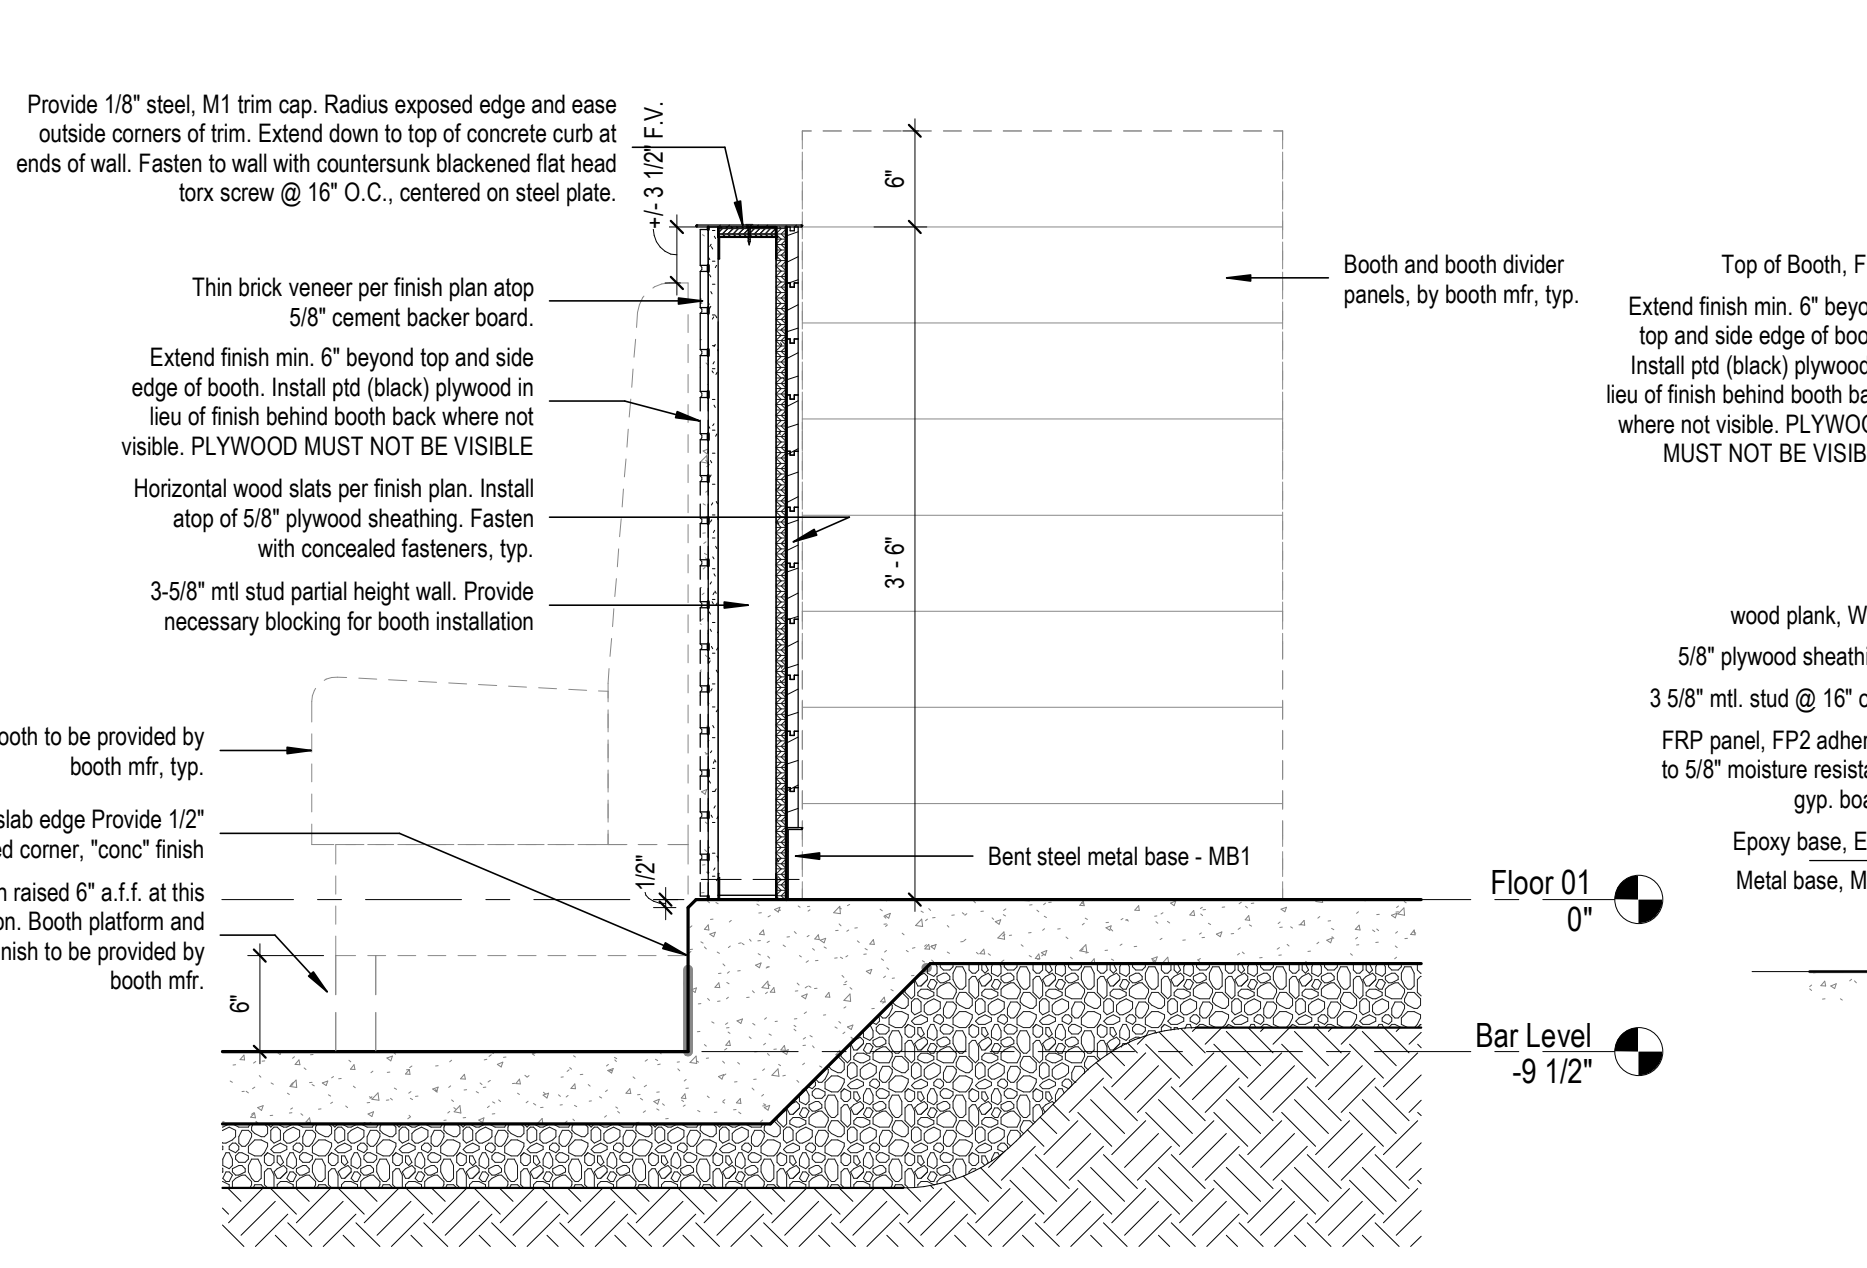 Provide 1/8" steel, M1 trim cap. Radius exposed edge and ease
outside corners of trim. Extend down to top of concrete curb at
ends of wall. Fasten to wall with countersunk blackened flat head
torx screw @ 16" O.C., centered on steel plate.
+/- 3 1/2" F.V.
6"
Thin brick veneer per finish plan atop
5/8" cement backer board.
Extend finish min. 6" beyond top and side
edge of booth. Install ptd (black) plywood in
lieu of finish behind booth back where not
visible. PLYWOOD MUST NOT BE VISIBLE
Horizontal wood slats per finish plan. Install
atop of 5/8" plywood sheathing. Fasten
with concealed fasteners, typ.
3-5/8" mtl stud partial height wall. Provide
necessary blocking for booth installation
3' - 6"
Booth and booth divider
panels, by booth mfr, typ.
ooth to be provided by
booth mfr, typ.
slab edge Provide 1/2"
ed corner, "conc" finish
n raised 6" a.f.f. at this
on. Booth platform and
nish to be provided by
booth mfr.
1/2"
6"
Bent steel metal base - MB1
Floor 01
0"
Bar Level
-9 1/2"
Top of Booth, F
Extend finish min. 6" beyo
top and side edge of boo
Install ptd (black) plywood
lieu of finish behind booth ba
where not visible. PLYWOO
MUST NOT BE VISIB
wood plank, W
5/8" plywood sheathi
3 5/8" mtl. stud @ 16" o
FRP panel, FP2 adher
to 5/8" moisture resista
gyp. boa
Epoxy base, E
Metal base, M